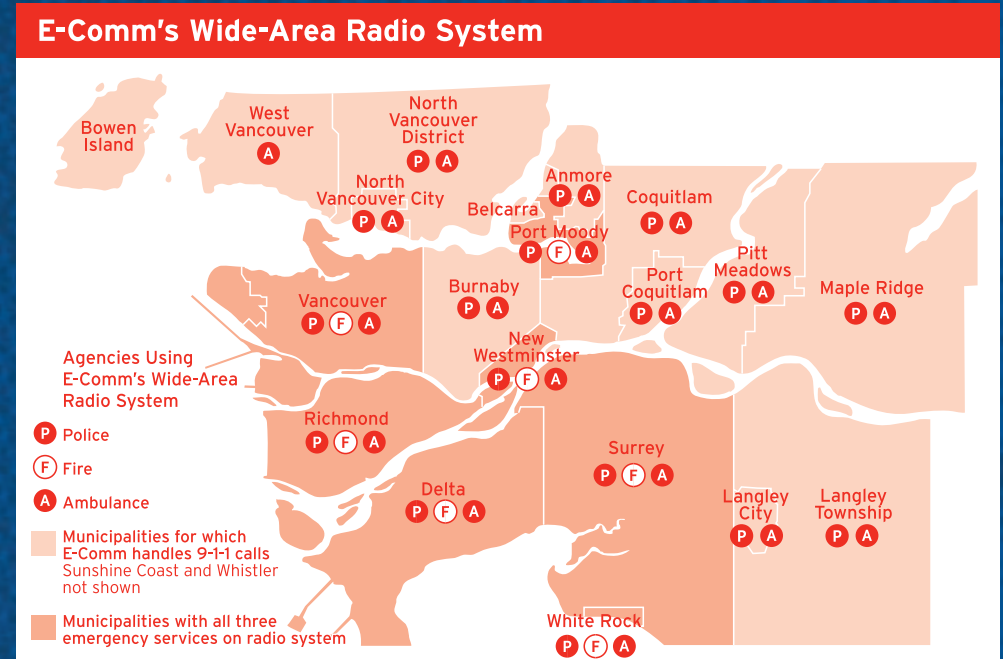 E-Comm's Wide-Area Radio System
Bowen
Island
West
Vancouver
A
North
Vancouver
District
P A
North
Vancouver City
P A
Anmore
P A
Belcarra
Port Moody
P F A
Coquitlam
P A
Port
Coquitlam
P A
Pitt
Meadows
P A
Maple Ridge
P A
Vancouver
P F A
Burnaby
P A
New
Westminster
P F A
Richmond
P F A
Delta
P F A
Surrey
P F A
Langley
City
P A
Langley
Township
P A
White Rock
P F A
Agencies Using
E-Comm's Wide-Area
Radio System
P Police
F Fire
A Ambulance
Municipalities for which
E-Comm handles 9-1-1 calls
Sunshine Coast and Whistler
not shown
Municipalities with all three
emergency services on radio system